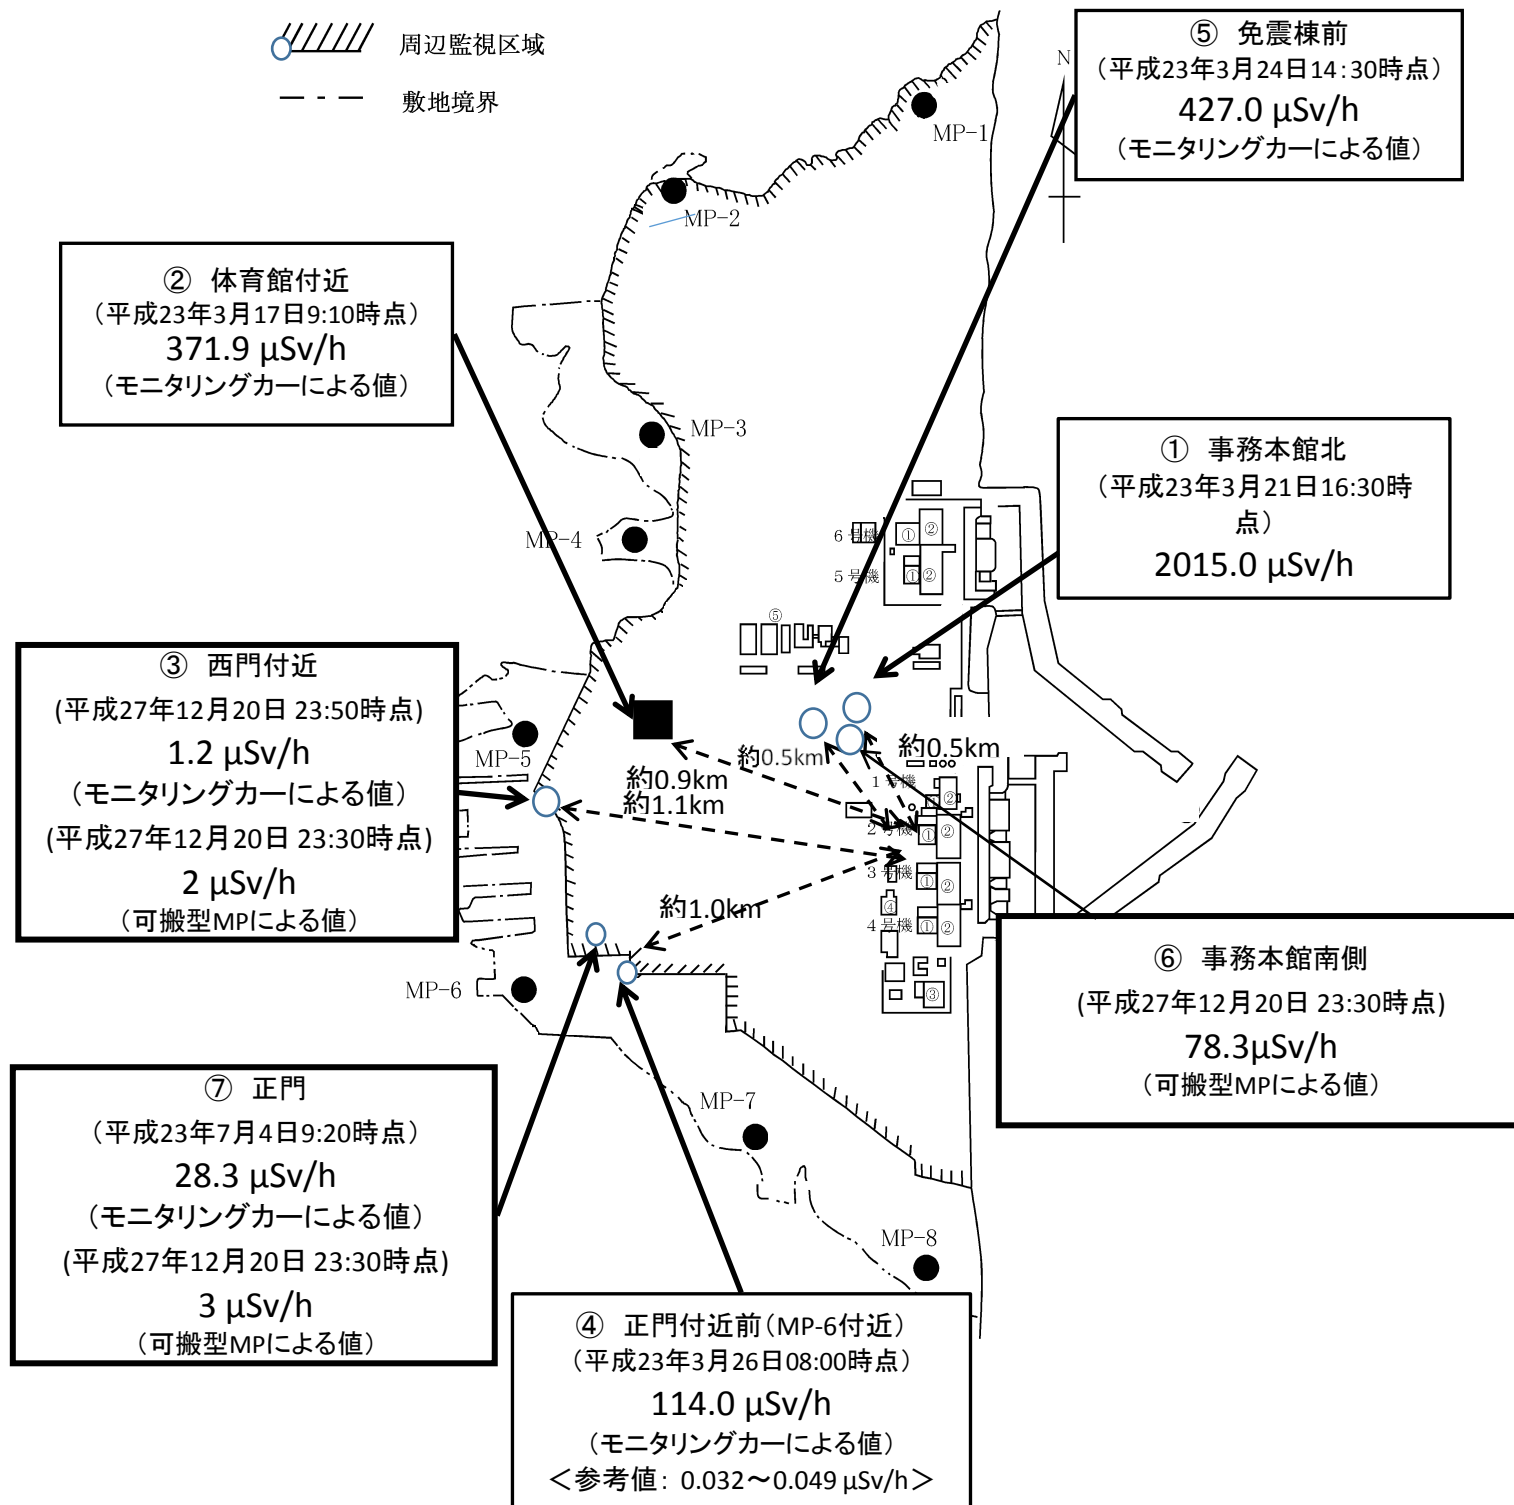 周辺監視区域
敷地境界
N
⑤ 免震棟前
（平成23年3月24日14:30時点）
427.0 μSv/h
（モニタリングカーによる値）
MP-1
MP-2
② 体育館付近
（平成23年3月17日9:10時点）
371.9 μSv/h
（モニタリングカーによる値）
MP-3
① 事務本館北
（平成23年3月21日16:30時
点）
2015.0 μSv/h
MP-4
6号機
①
②
5号機
①
②
⑤
③ 西門付近
(平成27年12月20日 23:50時点)
1.2 μSv/h
（モニタリングカーによる値）
(平成27年12月20日 23:30時点)
2 μSv/h
（可搬型MPによる値）
MP-5
約0.5km
約0.5km
約0.9km
約1.1km
1号機
①
②
2号機
①
②
3号機
①
②
約1.0km
④
4号機
①
②
③
MP-6
⑥ 事務本館南側
(平成27年12月20日 23:30時点)
78.3μSv/h
（可搬型MPによる値）
⑦ 正門
（平成23年7月4日9:20時点）
28.3 μSv/h
（モニタリングカーによる値）
(平成27年12月20日 23:30時点)
3 μSv/h
（可搬型MPによる値）
MP-7
MP-8
④ 正門付近前（MP-6付近）
（平成23年3月26日08:00時点）
114.0 μSv/h
（モニタリングカーによる値）
＜参考値： 0.032～0.049 μSv/h＞